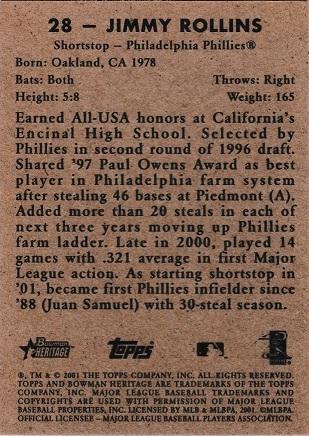 28 – JIMMY ROLLINS
Shortstop – Philadelphia Phillies®
Born: Oakland, CA 1978
Bats: Both Throws: Right
Height: 5:8 Weight: 165
Earned All-USA honors at California's
Encinal High School. Selected by
Phillies in second round of 1996 draft.
Shared '97 Paul Owens Award as best
player in Philadelphia farm system
after stealing 46 bases at Piedmont (A).
Added more than 20 steals in each of
next three years moving up Phillies
farm ladder. Late in 2000, played 14
games with .321 average in first Major
League action. As starting shortstop in
'01, became first Phillies infielder since
'88 (Juan Samuel) with 30-steal season.
Bowman HERITAGE Topps
®, TM & © 2001 THE TOPPS COMPANY, INC. ALL RIGHTS RESERVED.
TOPPS AND BOWMAN HERITAGE ARE TRADEMARKS OF THE TOPPS
COMPANY, INC. MAJOR LEAGUE BASEBALL TRADEMARKS AND
COPYRIGHTS ARE USED WITH PERMISSION OF MAJOR LEAGUE
BASEBALL PROPERTIES, INC. LICENSED BY MLB & MLBPA, 2001. ©MLBPA.
OFFICIAL LICENSEE - MAJOR LEAGUE BASEBALL PLAYERS ASSOCIATION.